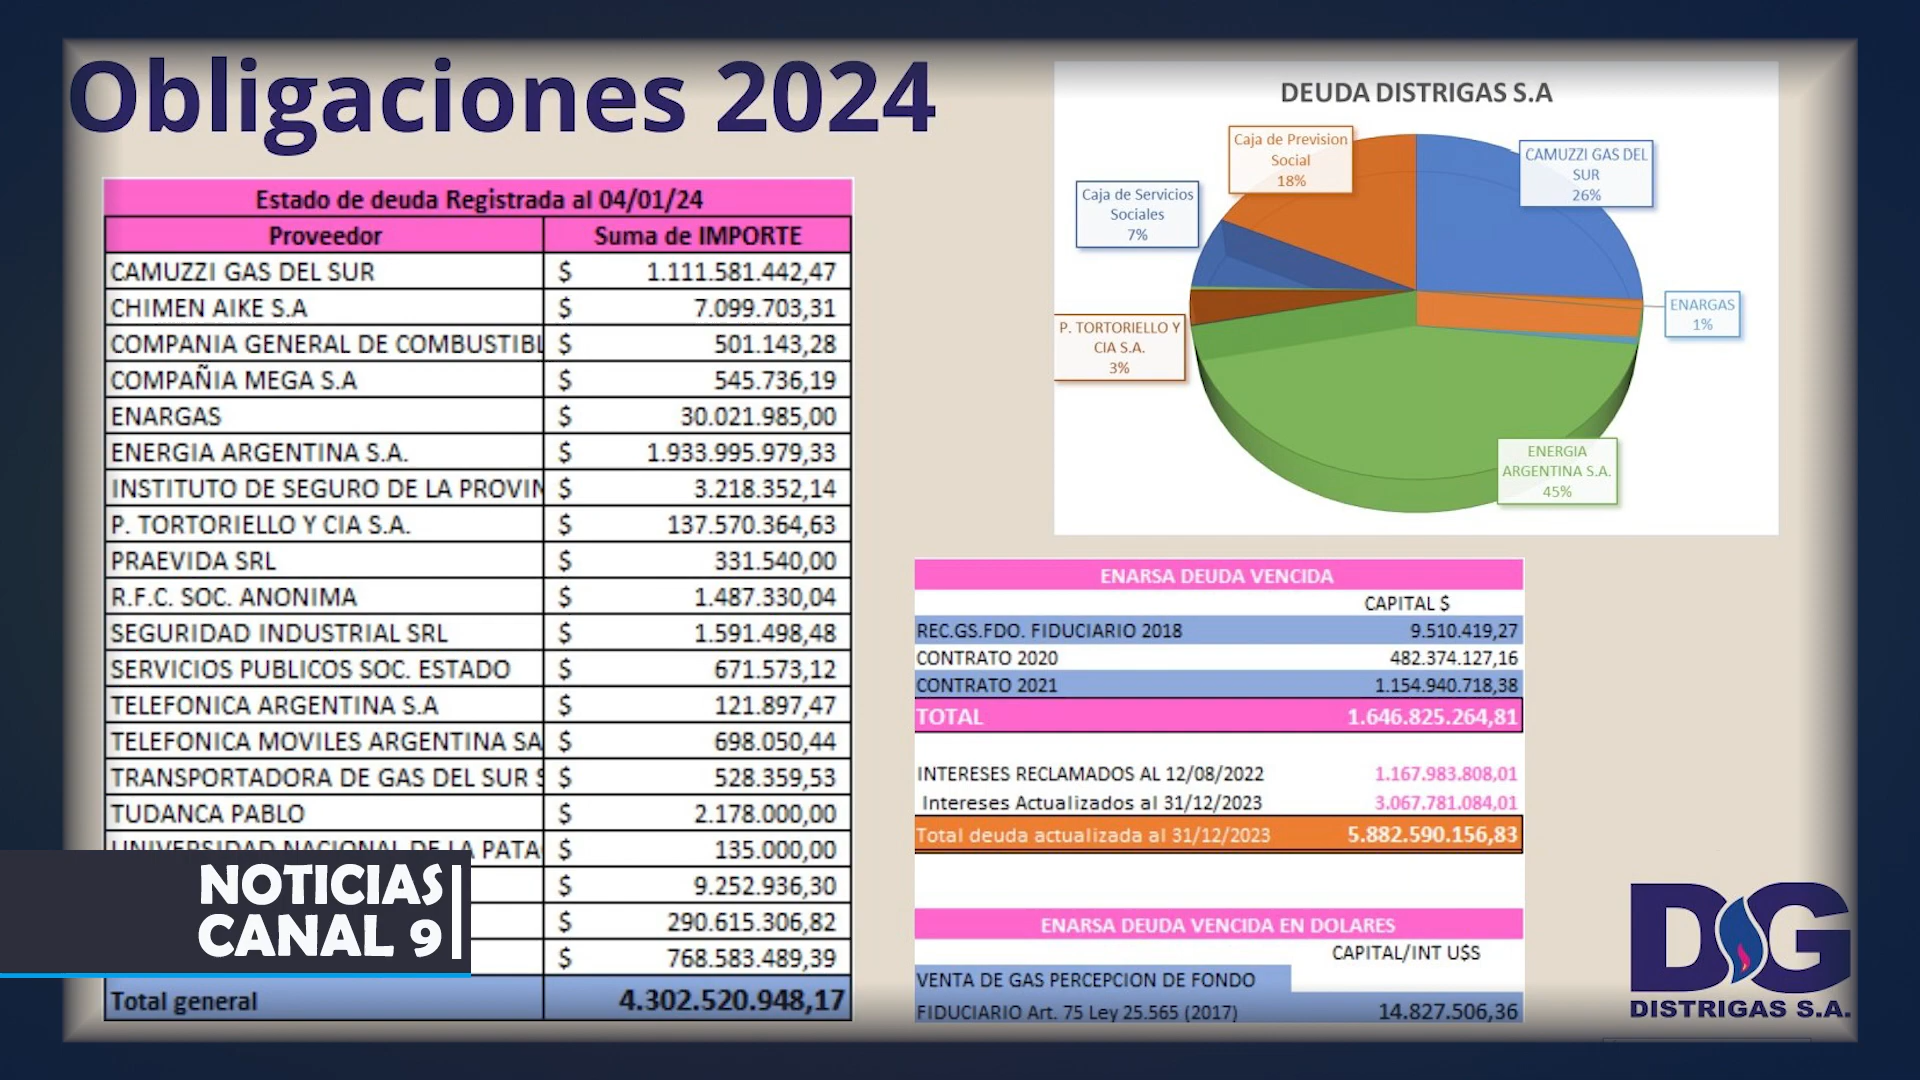 Obligaciones 2024
Estado de deuda Registrada al 04/01/24
Proveedor Suma de IMPORTE
CAMUZZI GAS DEL SUR $ 1.111.581.442,47
CHIMEN AIKE S.A $ 7.099.703,31
COMPANIA GENERAL DE COMBUSTIBL $ 501.143,28
COMPAÑIA MEGA S.A $ 545.736,19
ENARGAS $ 30.021.985,00
ENERGIA ARGENTINA S.A. $ 1.933.995.979,33
INSTITUTO DE SEGURO DE LA PROVIN $ 3.218.352,14
P. TORTORIELLO Y CIA S.A. $ 137.570.364,63
PRAEVIDA SRL $ 331.540,00
R.F.C. SOC. ANONIMA $ 1.487.330,04
SEGURIDAD INDUSTRIAL SRL $ 1.591.498,48
SERVICIOS PUBLICOS SOC. ESTADO $ 671.573,12
TELEFONICA ARGENTINA S.A $ 121.897,47
TELEFONICA MOVILES ARGENTINA SA $ 698.050,44
TRANSPORTADORA DE GAS DEL SUR S $ 528.359,53
TUDANCA PABLO $ 2.178.000,00
UNIVERSIDAD NACIONAL DE LA PATA $ 135.000,00
$ 9.252.936,30
$ 290.615.306,82
$ 768.583.489,39
Total general 4.302.520.948,17
NOTICIAS
CANAL 9
DEUDA DISTRIGAS S.A
Caja de Prevision
Social
18%
CAMUZZI GAS DEL
SUR
26%
Caja de Servicios
Sociales
7%
ENARGAS
1%
P. TORTORIELLO Y
CIA S.A.
3%
ENERGIA
ARGENTINA S.A.
45%
ENARSA DEUDA VENCIDA
CAPITAL $
REC.GS.FDO. FIDUCIARIO 2018 9.510.419,27
CONTRATO 2020 482.374.127,16
CONTRATO 2021 1.154.940.718,38
TOTAL 1.646.825.264,81
INTERESES RECLAMADOS AL 12/08/2022 1.167.983.808,01
Intereses Actualizados al 31/12/2023 3.067.781.084,01
Total deuda actualizada al 31/12/2023 5.882.590.156,83
ENARSA DEUDA VENCIDA EN DOLARES
CAPITAL/INT U$S
VENTA DE GAS PERCEPCION DE FONDO
FIDUCIARIO Art. 75 Ley 25.565 (2017) 14.827.506,36
DG
DISTRIGAS S.A.